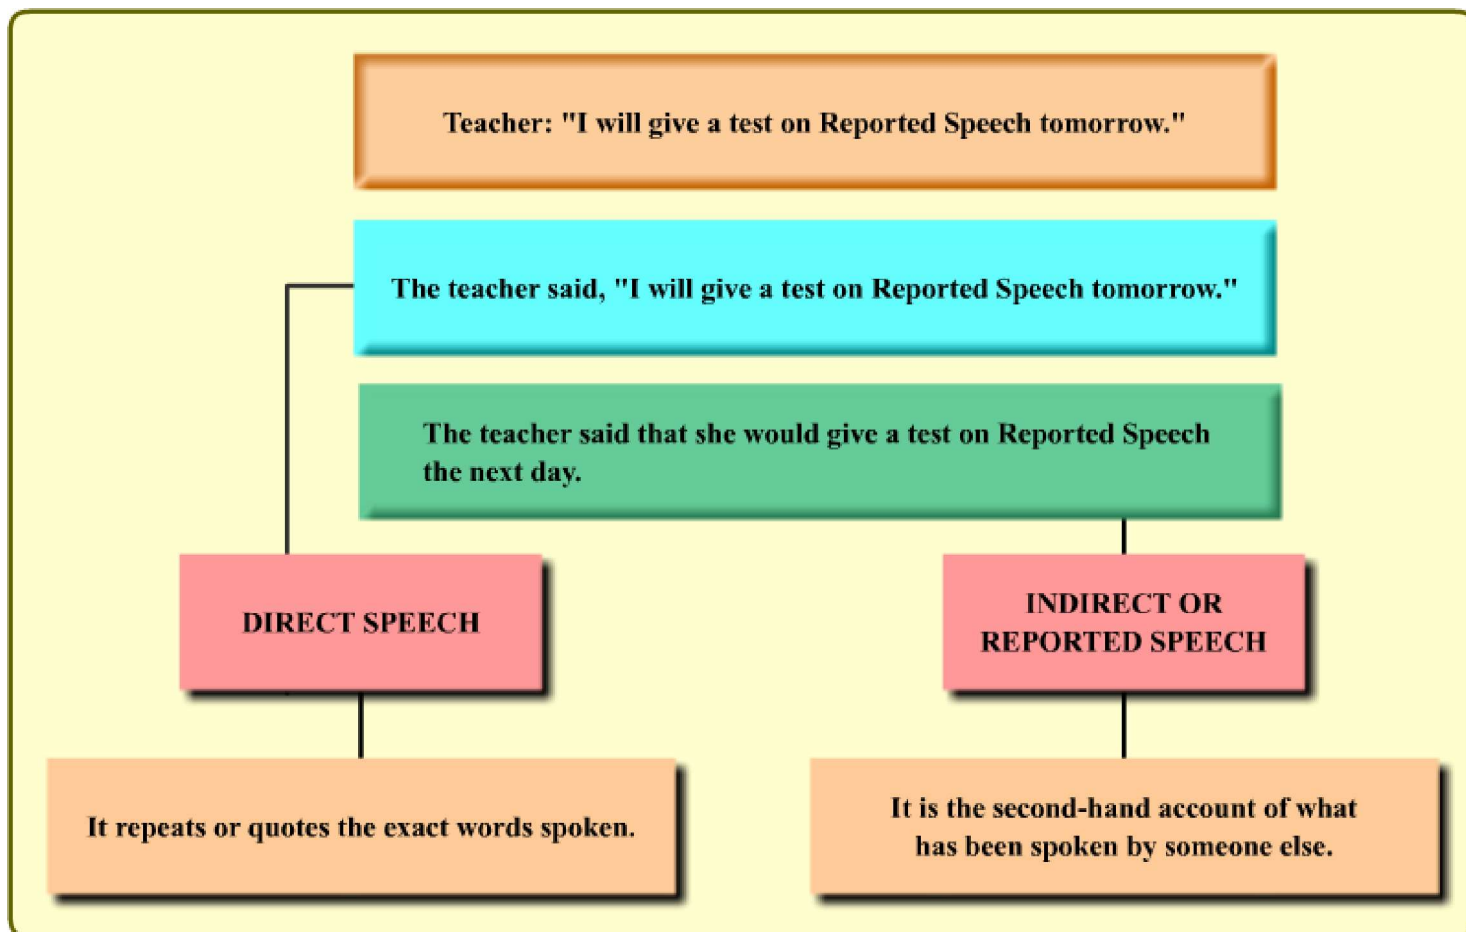 Teacher: "I will give a test on Reported Speech tomorrow."
The teacher said, "I will give a test on Reported Speech tomorrow."
The teacher said that she would give a test on Reported Speech
the next day.
DIRECT SPEECH
INDIRECT OR
REPORTED SPEECH
It repeats or quotes the exact words spoken.
It is the second-hand account of what
has been spoken by someone else.